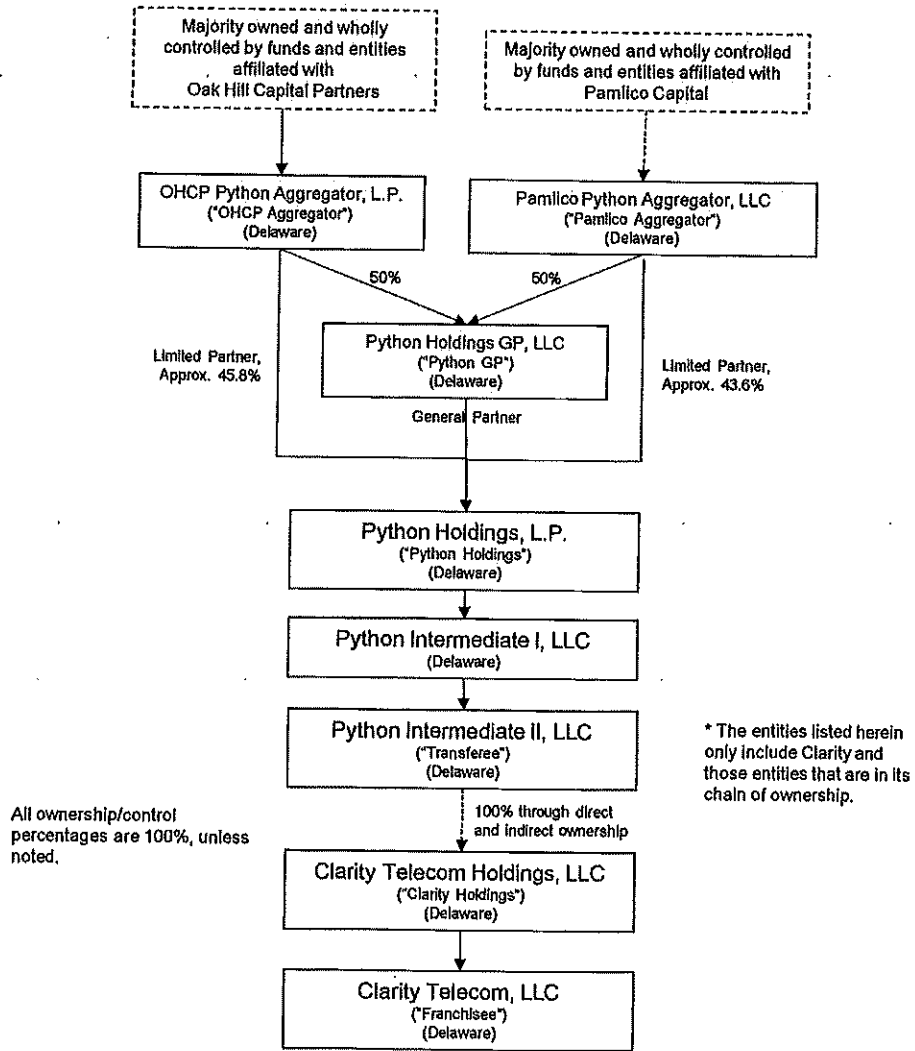 Majority owned and wholly
controlled by funds and entities
affiliated with
Oak Hill Capital Partners
Majority owned and wholly controlled
by funds and entities affiliated with
Pamlico Capital
OHCP Python Aggregator, L.P.
("OHCP Aggregator")
(Delaware)
Pamlico Python Aggregator, LLC
("Pamlico Aggregator")
(Delaware)
50%
50%
Python Holdings GP, LLC
("Python GP")
(Delaware)
Limited Partner,
Approx. 45.8%
Limited Partner,
Approx. 43.6%
General Partner
Python Holdings, L.P.
("Python Holdings")
(Delaware)
Python Intermediate I, LLC
(Delaware)
Python Intermediate II, LLC
("Transferee")
(Delaware)
* The entities listed herein
only include Clarity and
those entities that are in its
chain of ownership.
All ownership/control
percentages are 100%, unless
noted.
100% through direct
and indirect ownership
Clarity Telecom Holdings, LLC
("Clarity Holdings")
(Delaware)
Clarity Telecom, LLC
("Franchisee")
(Delaware)